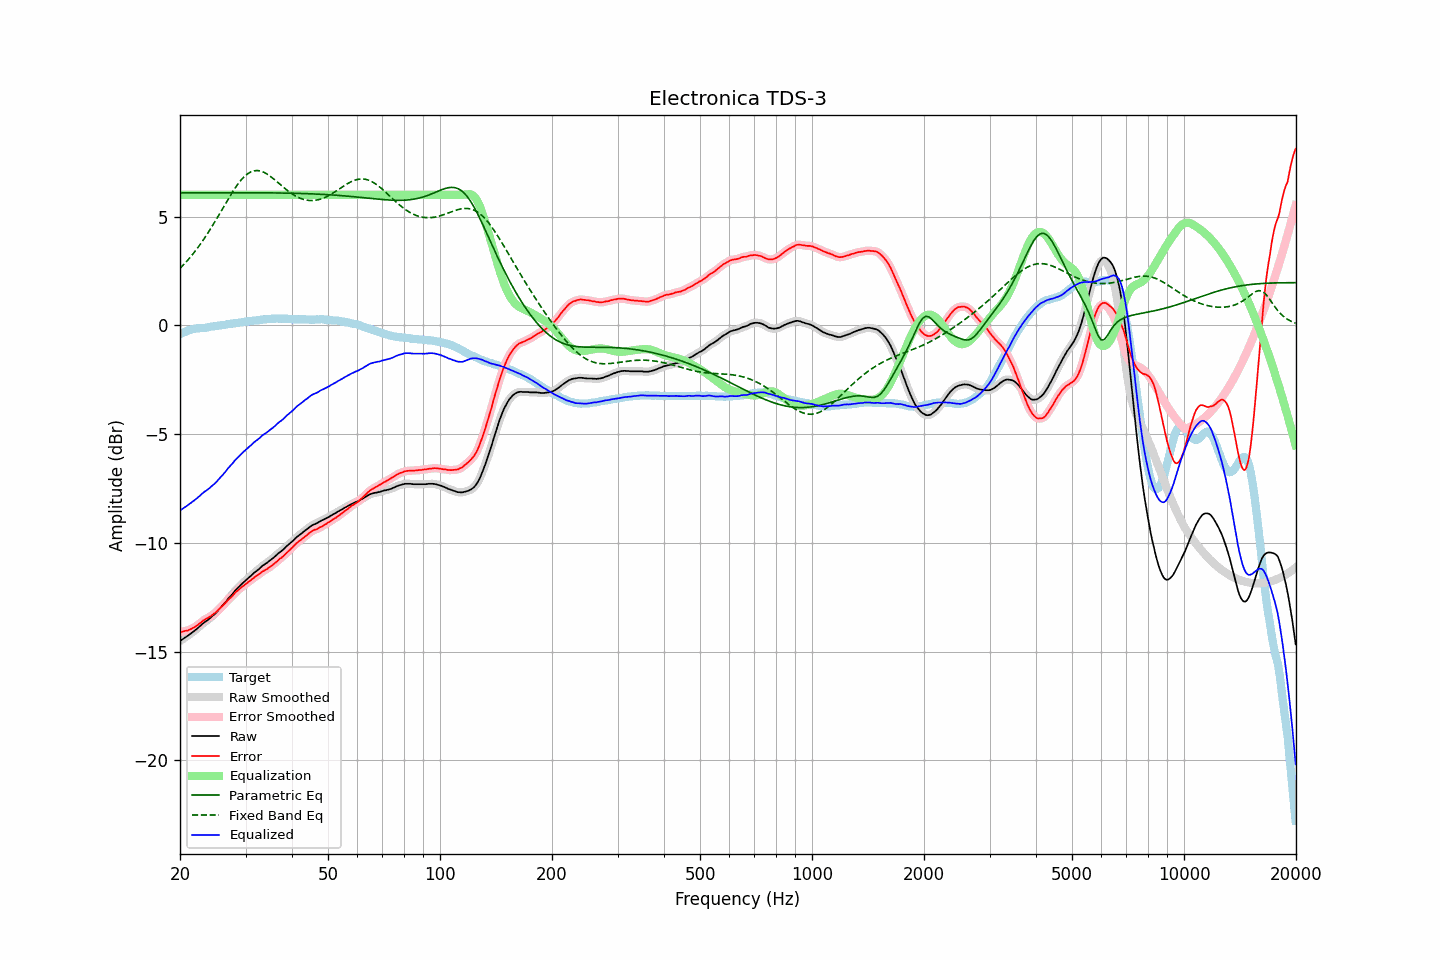 Electronica TDS-3
Amplitude (dBr)
5
0
−5
−10
−15
−20
Target
Raw Smoothed
Error Smoothed
Raw
Error
Equalization
Parametric Eq
Fixed Band Eq
Equalized
20 50 100 200 500 1000 2000 5000 10000 20000
Frequency (Hz)